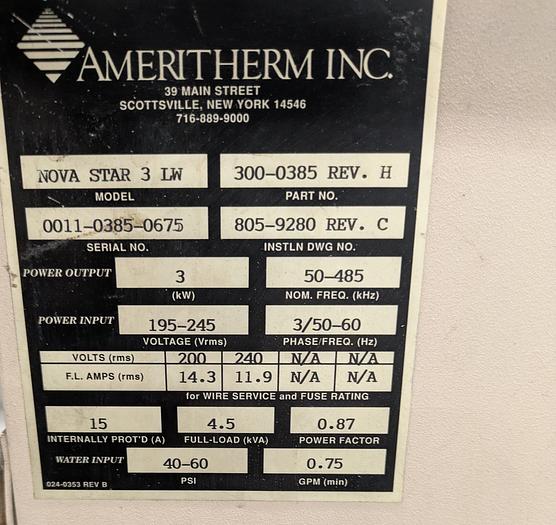 AMERITHERM INC.
39 MAIN STREET
SCOTTSVILLE, NEW YORK 14546
716-889-9000
NOVA STAR 3 LW 300-0385 REV. H
MODEL PART NO.
0011-0385-0675 805-9280 REV. C
SERIAL NO. INSTLN DWG NO.
POWER OUTPUT 3 50-485
(kW) NOM. FREQ. (kHz)
POWER INPUT 195-245 3/50-60
VOLTAGE (Vrms) PHASE/FREQ. (Hz)
VOLTS (rms) 200 240 N/A N/A
F.L. AMPS (rms) 14.3 11.9 N/A N/A
for WIRE SERVICE and FUSE RATING
15 4.5 0.87
INTERNALLY PROT'D (A) FULL-LOAD (kVA) POWER FACTOR
WATER INPUT 40-60 0.75
024-0353 REV B PSI GPM (min)